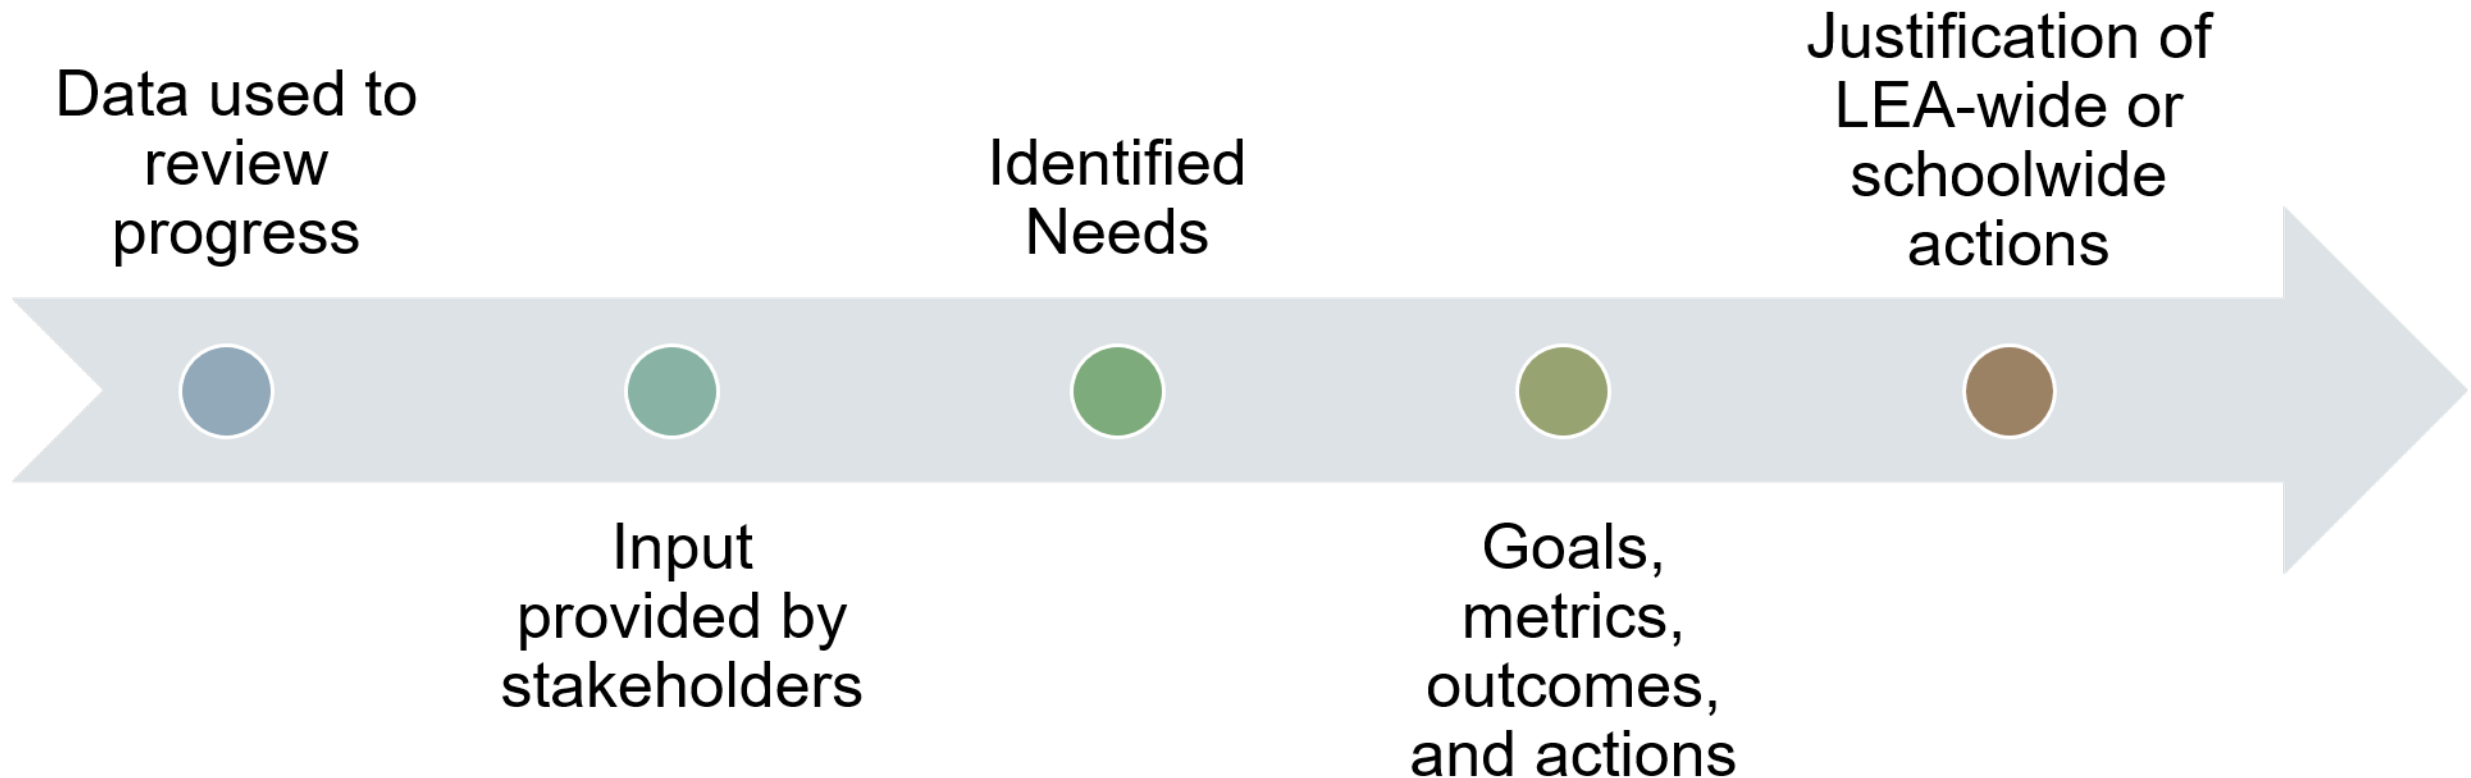 Data used to
review
progress
Input
provided by
stakeholders
Identified
Needs
Goals,
metrics,
outcomes,
and actions
Justification of
LEA-wide or
schoolwide
actions